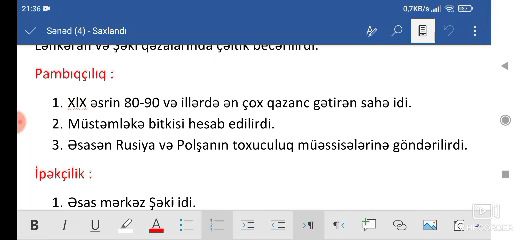 21:36
0,7KB/s
Sənəd (4) - Saxlandı
Lənkəran və Şəki qəzalarında çəltik becərilirdi.
Pambıqçılıq :
1. XIX əsrin 80-90 və illərdə ən çox qazanc gətirən sahə idi.
2. Müstəmləkə bitkisi hesab edilirdi.
3. Əsasən Rusiya və Polşanın toxuculuq müəssisələrinə göndərilirdi.
İpəkçilik :
1. Əsas mərkəz Şəki idi.
B I U A